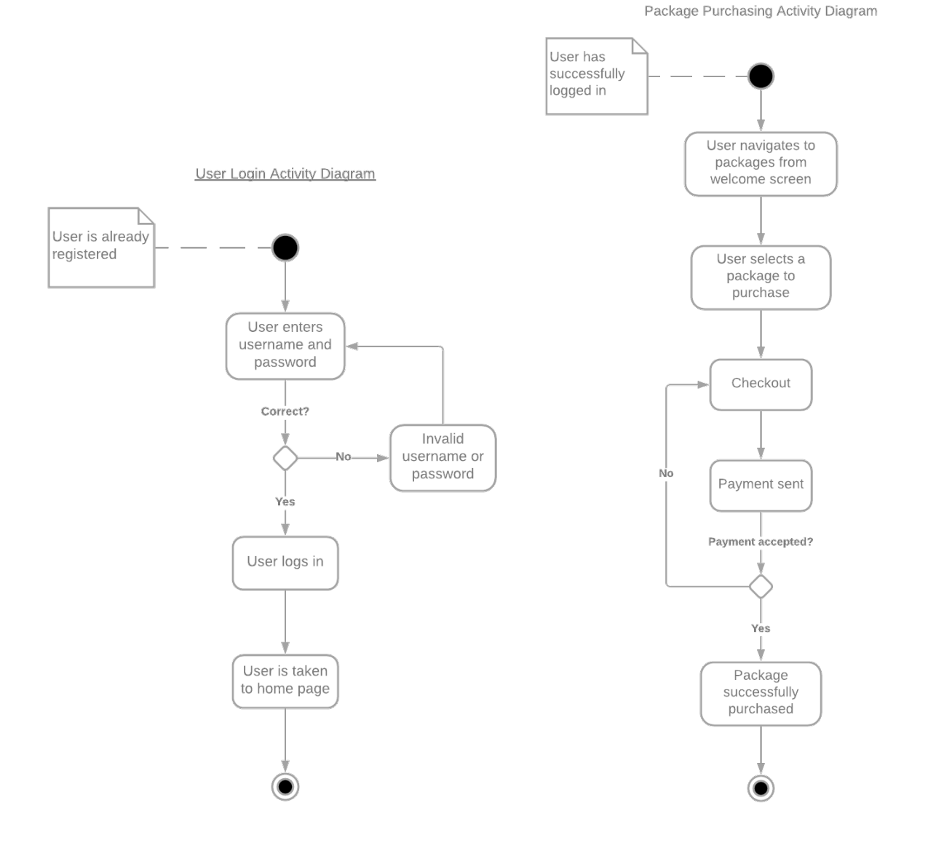 Package Purchasing Activity Diagram
User has
successfully
logged in
User navigates to
packages from
welcome screen
User selects a
package to
purchase
Checkout
No
Payment sent
Payment accepted?
Yes
Package
successfully
purchased
User Login Activity Diagram
User is already
registered
User enters
username and
password
Correct?
No
Invalid
username or
password
Yes
User logs in
User is taken
to home page